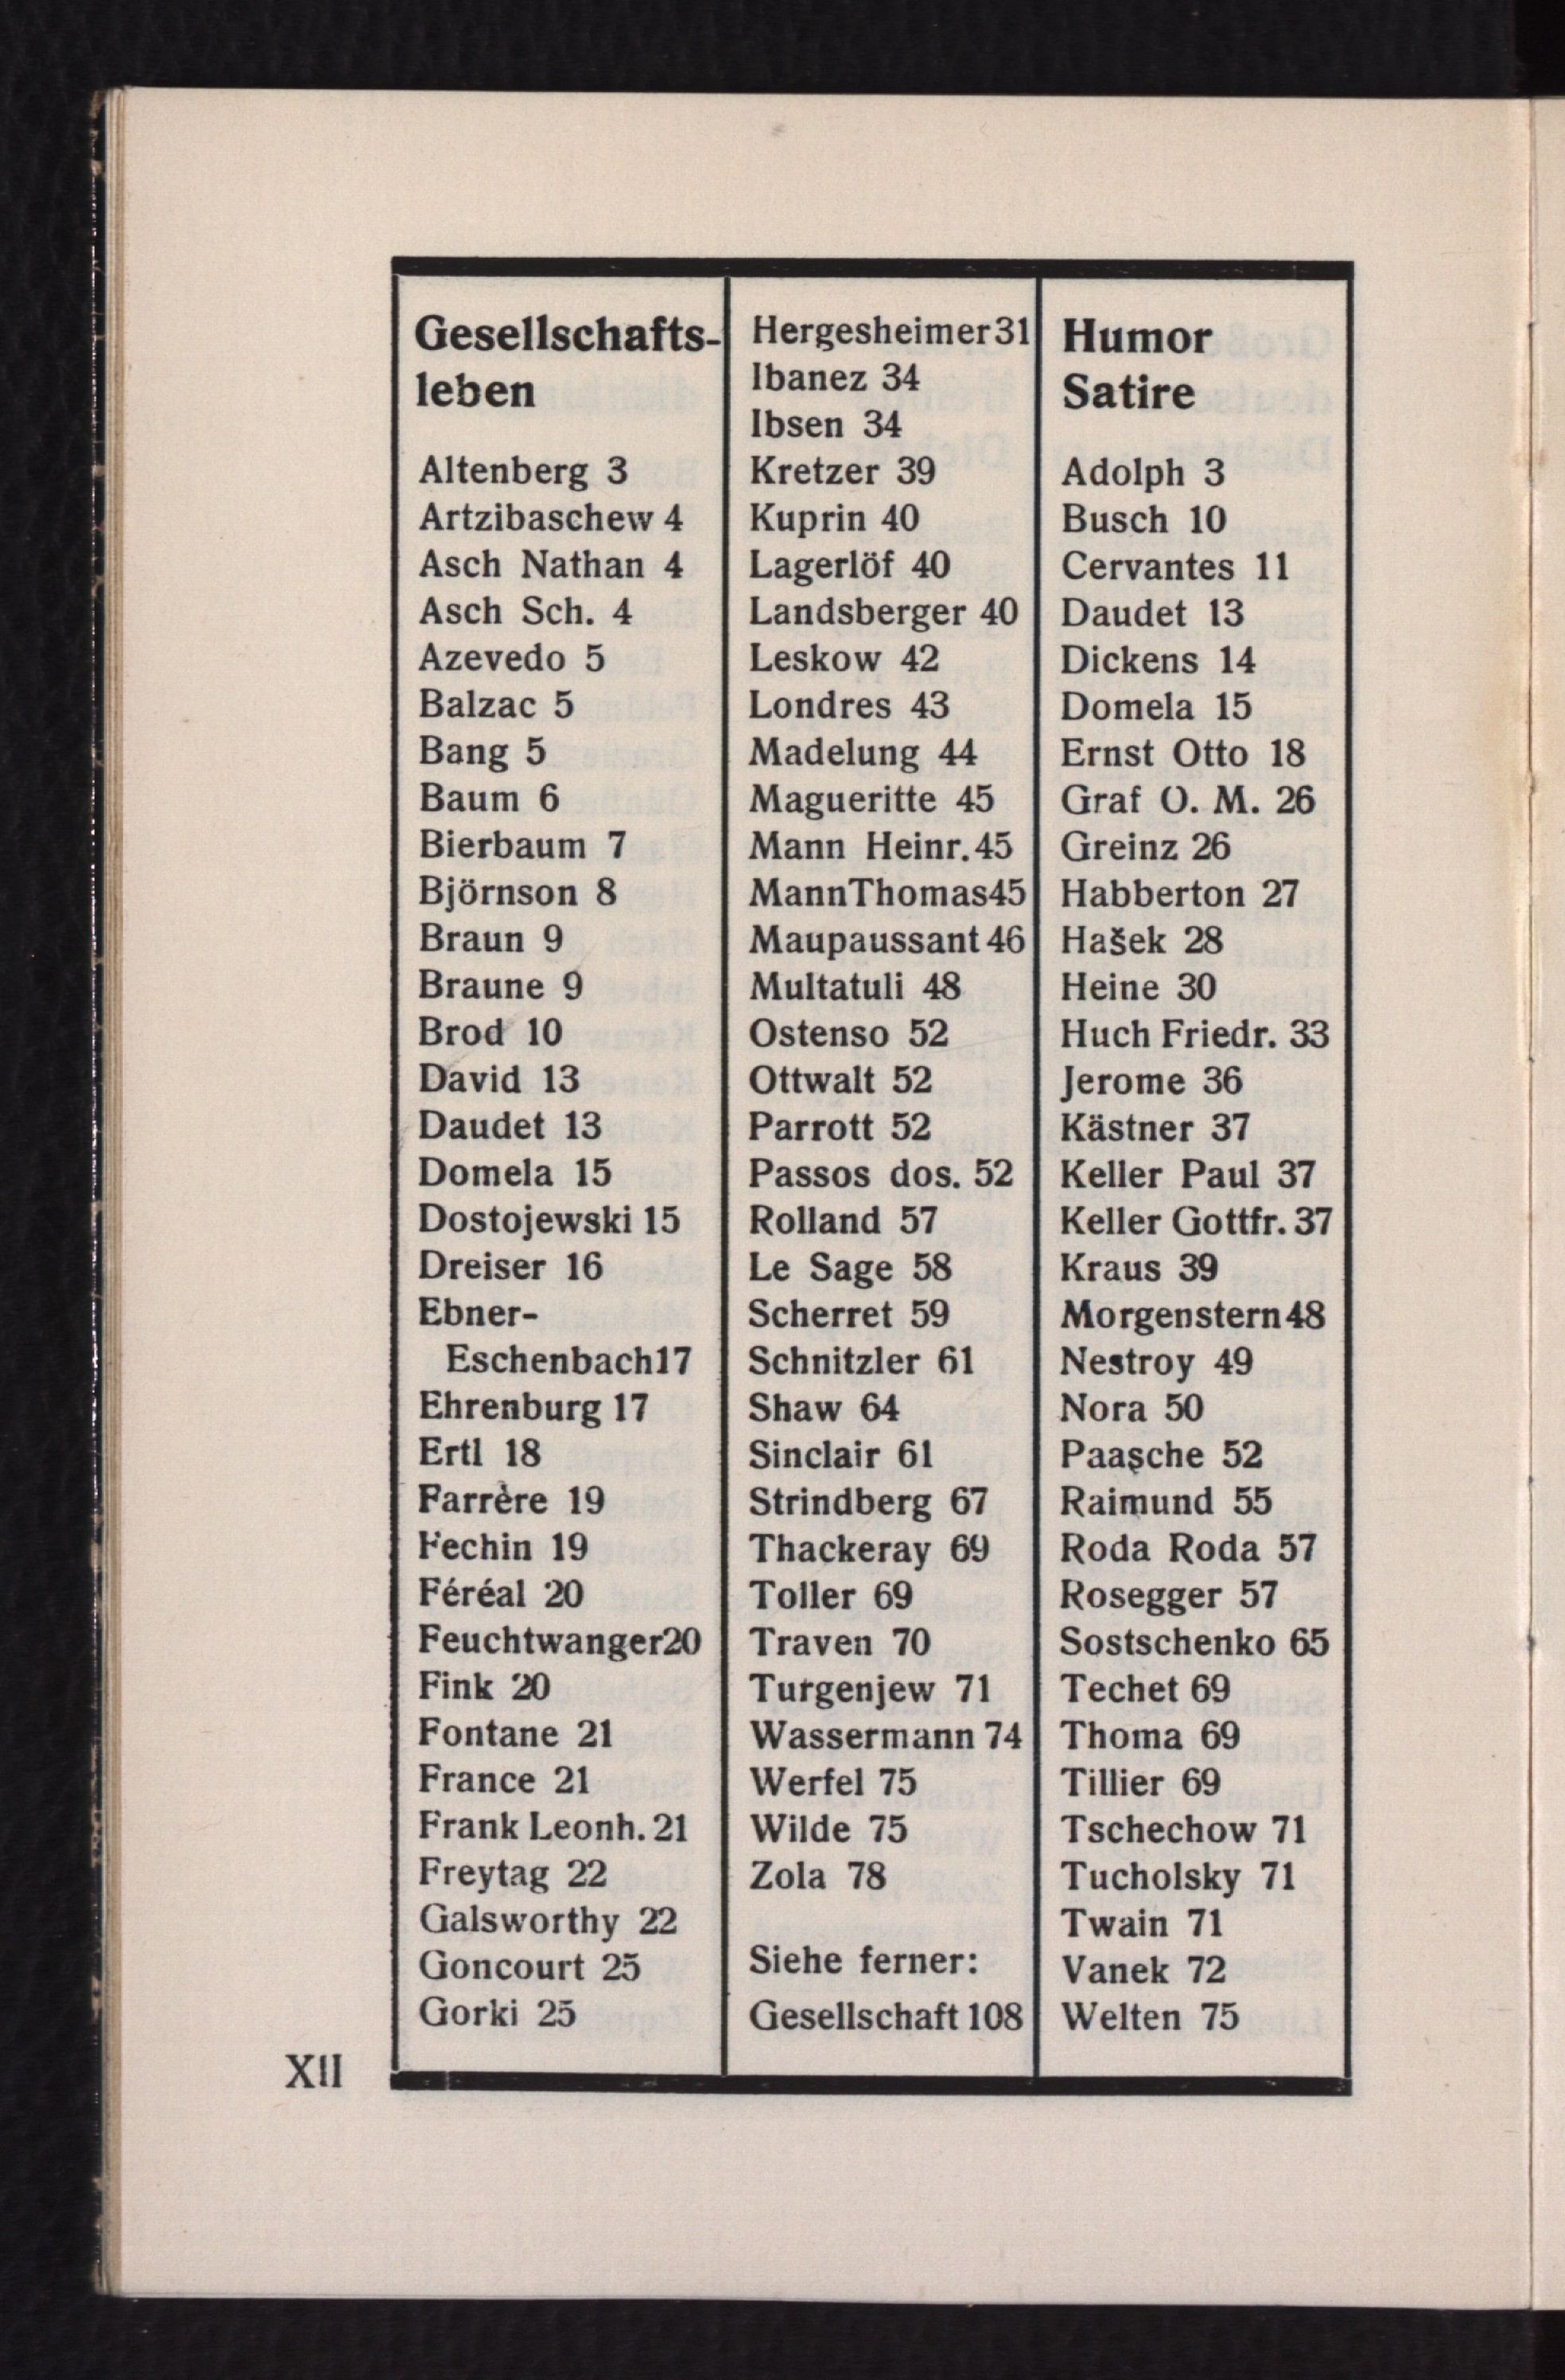 Gesellschafts-
leben
Altenberg 3
Artzibaschew 4
Asch Nathan 4
Asch Sch. 4
Azevedo 5
Balzac 5
Bang 5
Baum 6
Bierbaum 7
Björnson 8
Braun 9
Braune 9
Brod 10
David 13
Daudet 13
Domela 15
Dostojewski 15
Dreiser 16
Ebner-
Eschenbach17
Ehrenburg 17
Ertl 18
Farrère 19
Fechin 19
Féréal 20
Feuchtwanger20
Fink 20
Fontane 21
France 21
Frank Leonh. 21
Freytag 22
Galsworthy 22
Goncourt 25
Gorki 25
Hergesheimer 31
Ibanez 34
Ibsen 34
Kretzer 39
Kuprin 40
Lagerlöf 40
Landsberger 40
Leskow 42
Londres 43
Madelung 44
Magueritte 45
Mann Heinr. 45
MannThomas45
Maupaussant 46
Multatuli 48
Ostenso 52
Ottwalt 52
Parrott 52
Passos dos. 52
Rolland 57
Le Sage 58
Scherret 59
Schnitzler 61
Shaw 64
Sinclair 61
Strindberg 67
Thackeray 69
Toller 69
Traven 70
Turgenjew 71
Wassermann 74
Werfel 75
Wilde 75
Zola 78
Siehe ferner:
Gesellschaft 108
Humor
Satire
Adolph 3
Busch 10
Cervantes 11
Daudet 13
Dickens 14
Domela 15
Ernst Otto 18
Graf O. M. 26
Greinz 26
Habberton 27
Hašek 28
Heine 30
Huch Friedr. 33
Jerome 36
Kästner 37
Keller Paul 37
Keller Gottfr. 37
Kraus 39
Morgenstern 48
Nestroy 49
Nora 50
Paasche 52
Raimund 55
Roda Roda 57
Rosegger 57
Sostschenko 65
Techet 69
Thoma 69
Tillier 69
Tschechow 71
Tucholsky 71
Twain 71
Vanek 72
Welten 75
XII